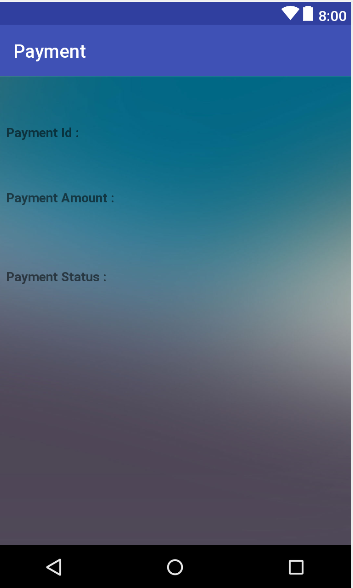 8:00
Payment
Payment Id :
Payment Amount :
Payment Status :